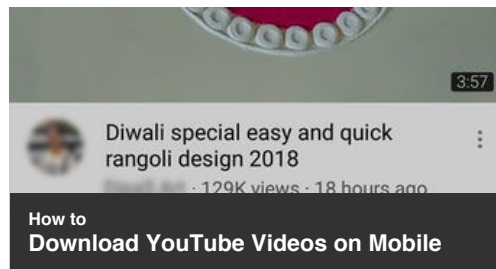 3:57
Diwali special easy and quick
rangoli design 2018
· 129K views · 18 hours ago
How to
Download YouTube Videos on Mobile